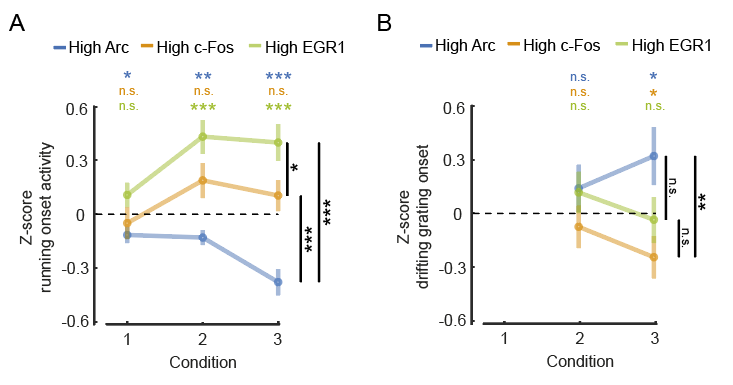 A
High Arc High c-Fos High EGR1
* ** ***
n.s. n.s. n.s.
n.s. *** ***
0.6
0.3
0
-0.3
-0.6
Z-score
running onset activity
*
***
***
1 2 3
Condition
B
High Arc High c-Fos High EGR1
n.s. *
n.s. *
n.s. n.s.
0.6
0.3
0
-0.3
-0.6
Z-score
drifting grating onset
n.s.
n.s.
**
1 2 3
Condition